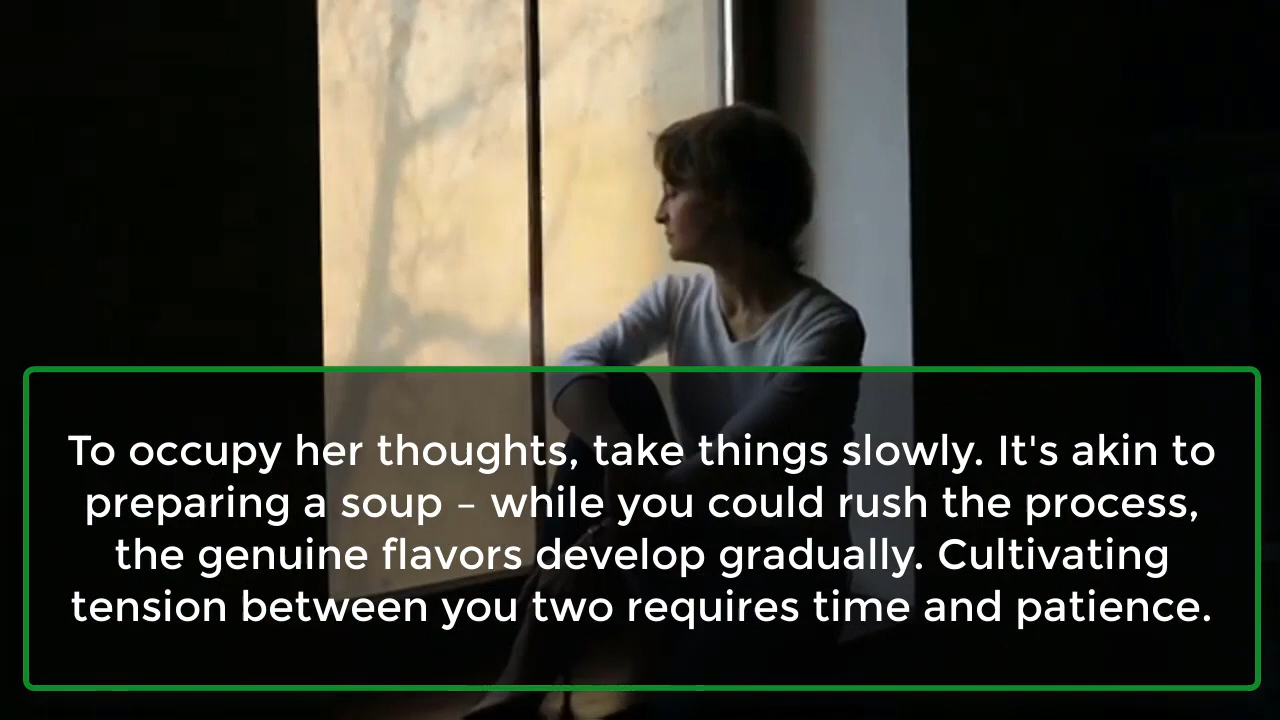 To occupy her thoughts, take things slowly. It's akin to
preparing a soup – while you could rush the process,
the genuine flavors develop gradually. Cultivating
tension between you two requires time and patience.